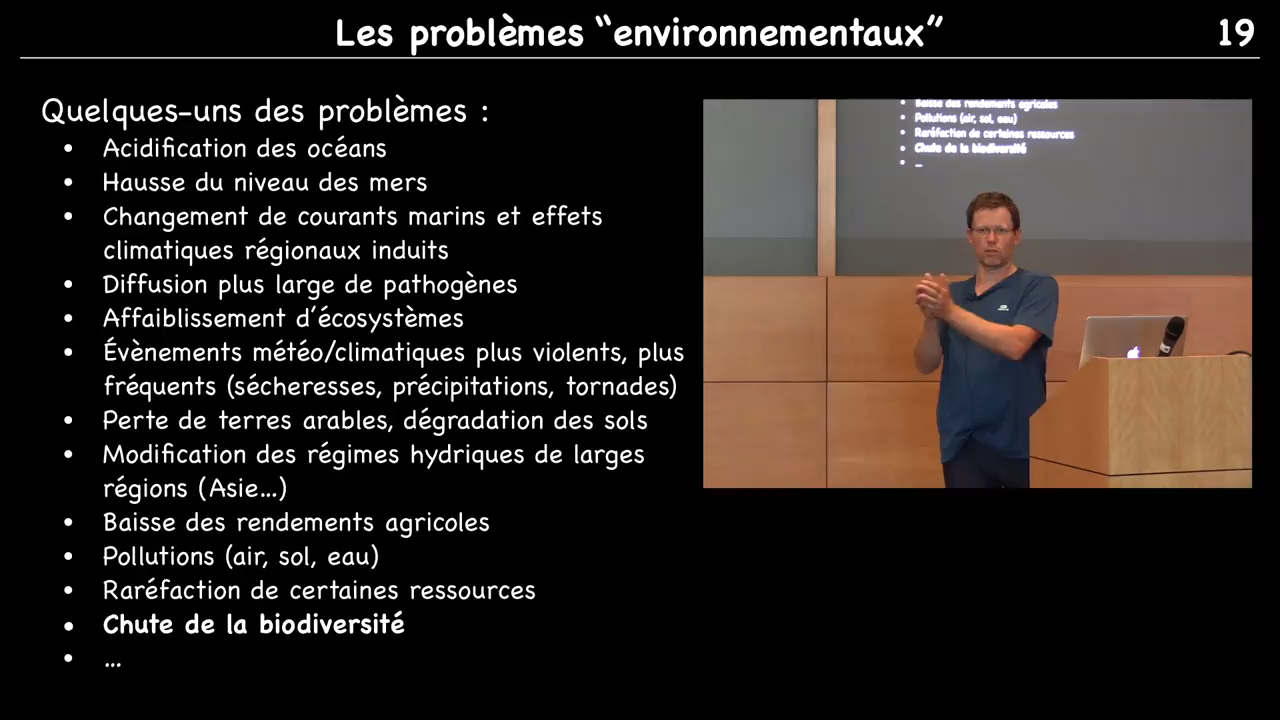 Les problèmes “environnementaux”
19
Quelques-uns des problèmes :
• Acidification des océans
• Hausse du niveau des mers
• Changement de courants marins et effets
climatiques régionaux induits
• Diffusion plus large de pathogènes
• Affaiblissement d’écosystèmes
• Évènements météo/climatiques plus violents, plus
fréquents (sécheresses, précipitations, tornades)
• Perte de terres arables, dégradation des sols
• Modification des régimes hydriques de larges
régions (Asie…)
• Baisse des rendements agricoles
• Pollutions (air, sol, eau)
• Raréfaction de certaines ressources
• Chute de la biodiversité
• …
• Baisse des rendements agricoles
• Pollutions (air, sol, eau)
• Raréfaction de certaines ressources
• Chute de la biodiversité
• …